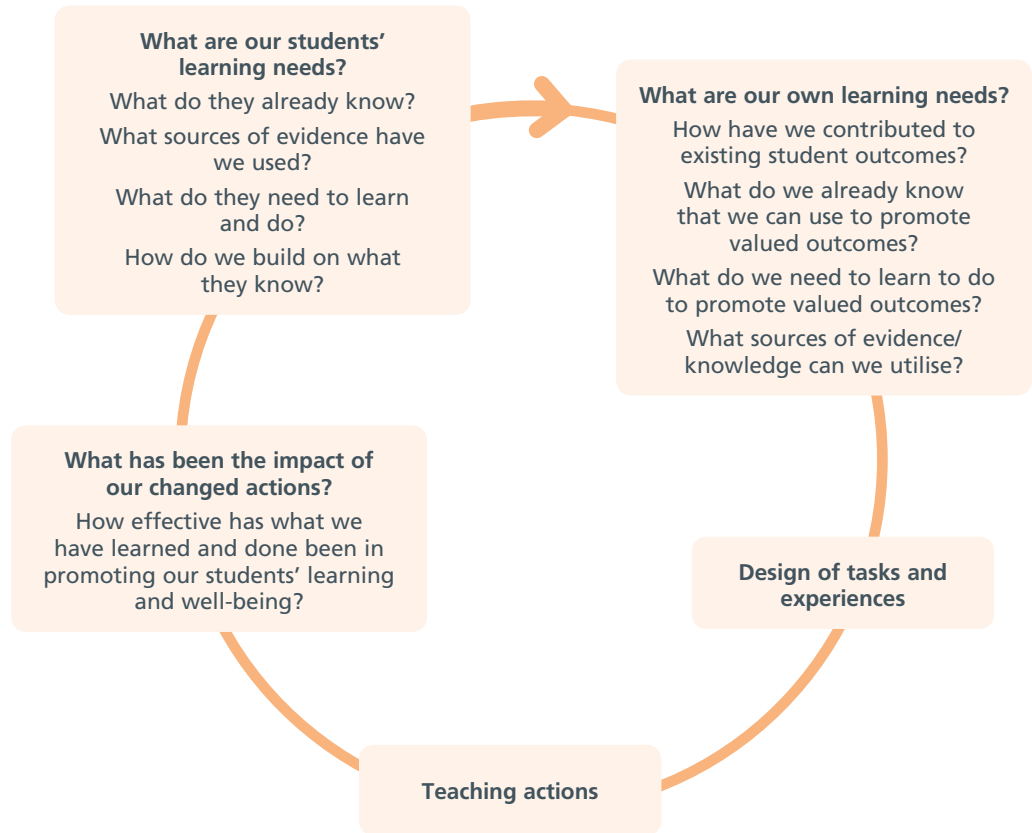 What are our students’
learning needs?
What do they already know?
What sources of evidence have
we used?
What do they need to learn
and do?
How do we build on what
they know?
What are our own learning needs?
How have we contributed to
existing student outcomes?
What do we already know
that we can use to promote
valued outcomes?
What do we need to learn to do
to promote valued outcomes?
What sources of evidence/
knowledge can we utilise?
Design of tasks and
experiences
Teaching actions
What has been the impact of
our changed actions?
How effective has what we
have learned and done been in
promoting our students’ learning
and well-being?